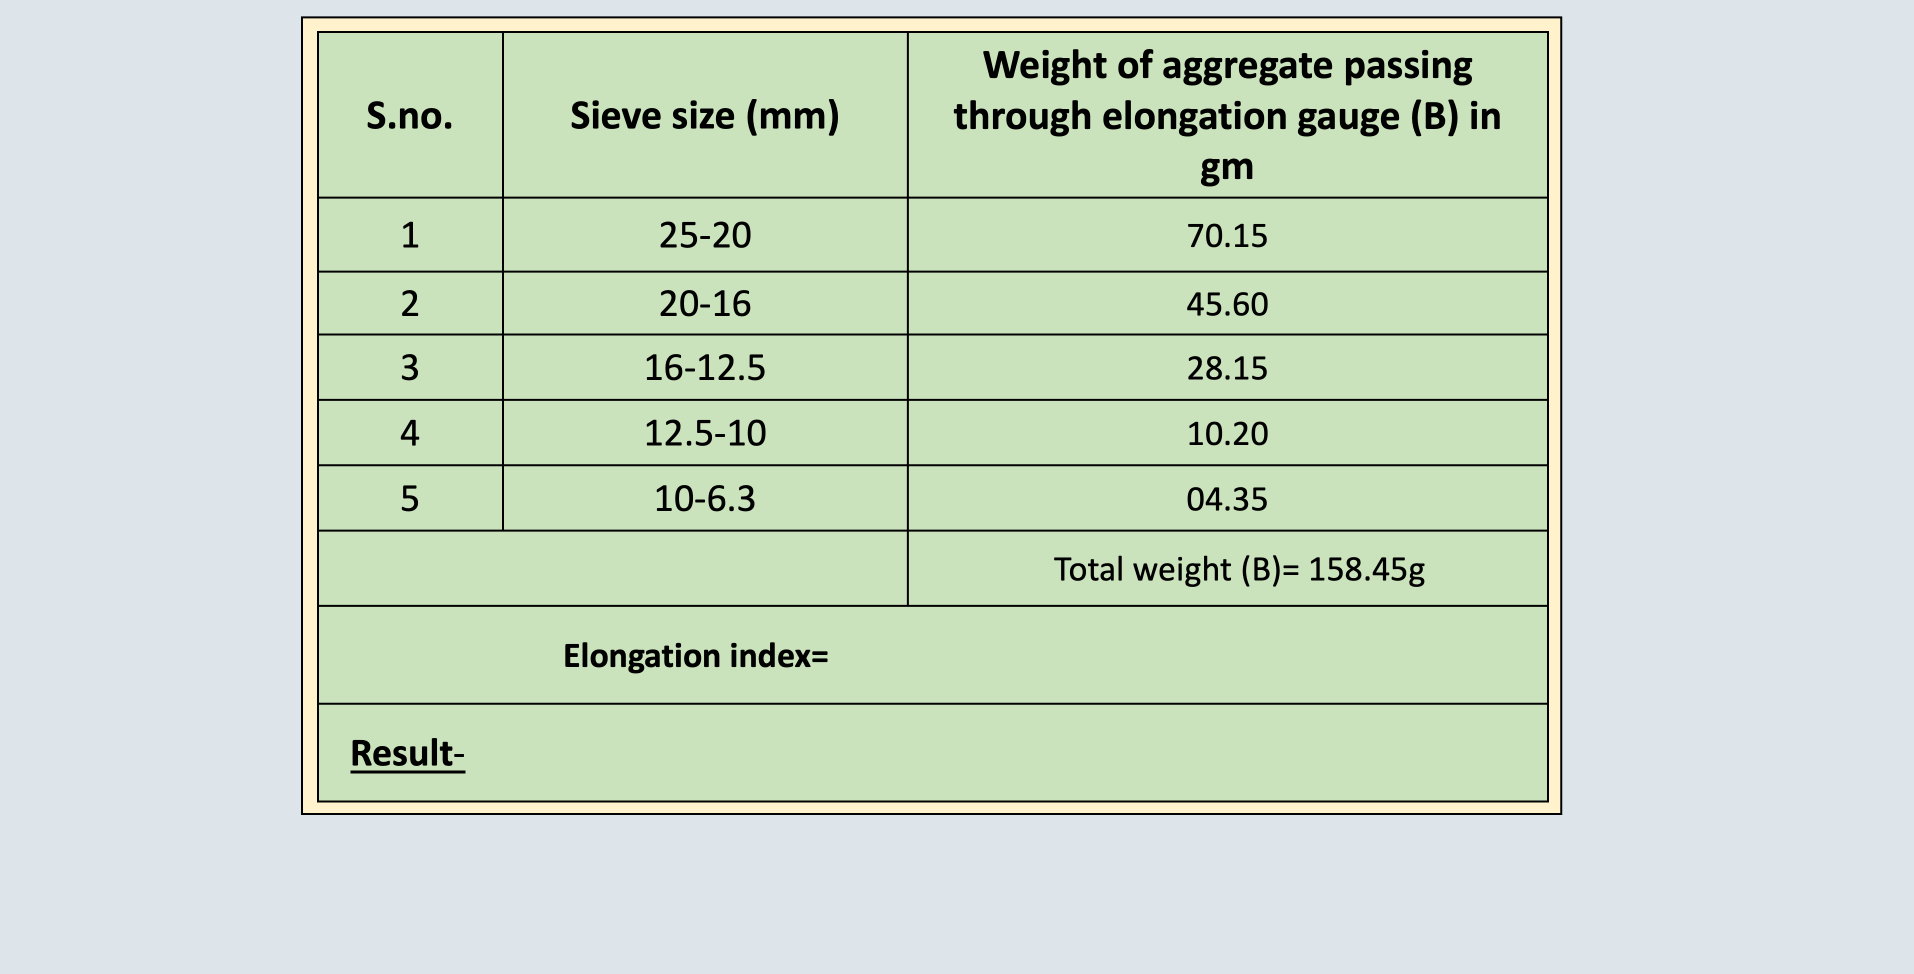 S.no.
Sieve size (mm)
Weight of aggregate passing
through elongation gauge (B) in
gm
1
25-20
70.15
2
20-16
45.60
3
16-12.5
28.15
4
12.5-10
10.20
5
10-6.3
04.35
Total weight (B)= 158.45g
Elongation index=
Result-